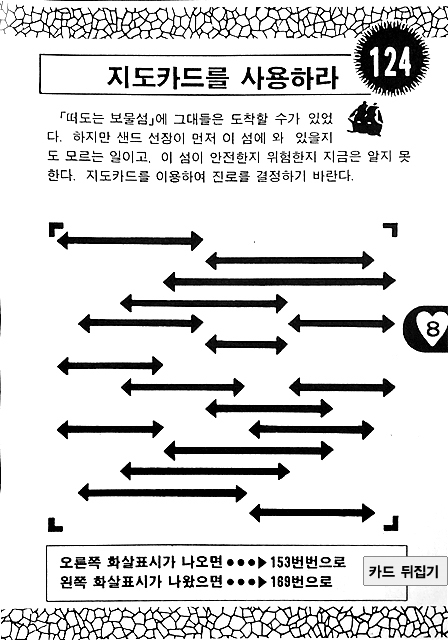 124
지도카드를 사용하라
「떠도는 보물섬」에 그대들은 도착할 수가 있었
다. 하지만 샌드 선장이 먼저 이 섬에 와 있을지
도 모르는 일이고, 이 섬이 안전한지 위험한지 지금은 알지 못
한다. 지도카드를 이용하여 진로를 결정하기 바란다.
8
오른쪽 화살표시가 나오면●●●▶153번번으로
왼쪽 화살표시가 나왔으면●●●▶189번으로
카드 뒤집기